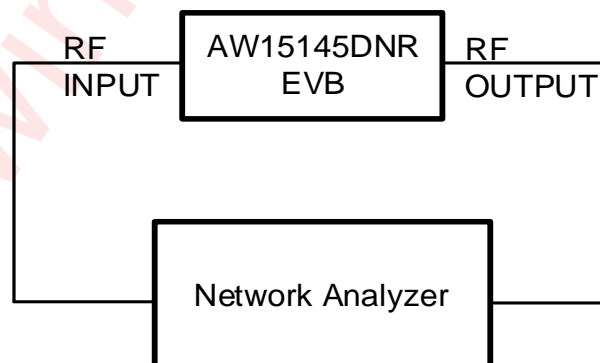 RF
INPUT
AW15145DNR
EVB
RF
OUTPUT
Network Analyzer